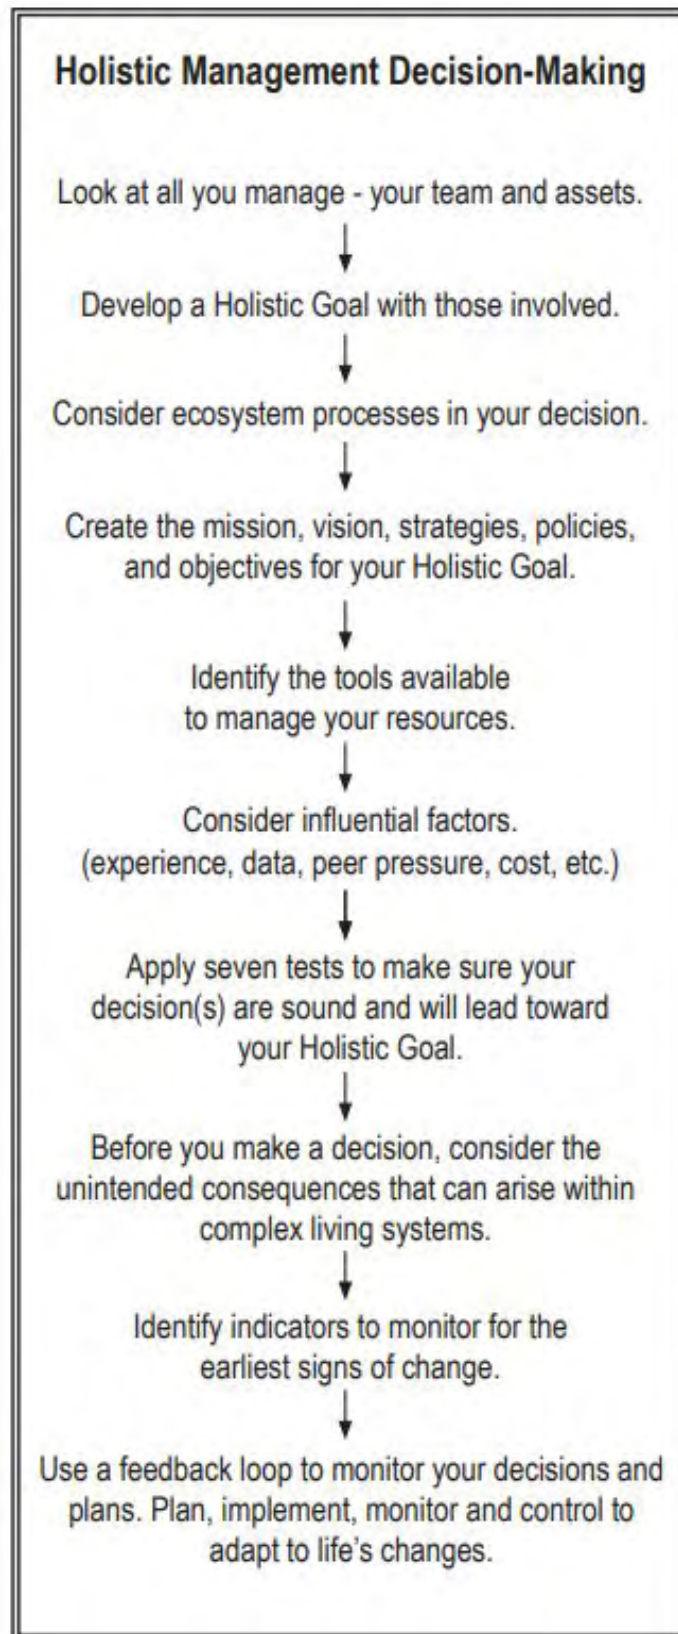 Holistic Management Decision-Making
Look at all you manage - your team and assets.
Develop a Holistic Goal with those involved.
Consider ecosystem processes in your decision.
Create the mission, vision, strategies, policies,
and objectives for your Holistic Goal.
Identify the tools available
to manage your resources.
Consider influential factors.
(experience, data, peer pressure, cost, etc.)
Apply seven tests to make sure your
decision(s) are sound and will lead toward
your Holistic Goal.
Before you make a decision, consider the
unintended consequences that can arise within
complex living systems.
Identify indicators to monitor for the
earliest signs of change.
Use a feedback loop to monitor your decisions and
plans. Plan, implement, monitor and control to
adapt to life's changes.